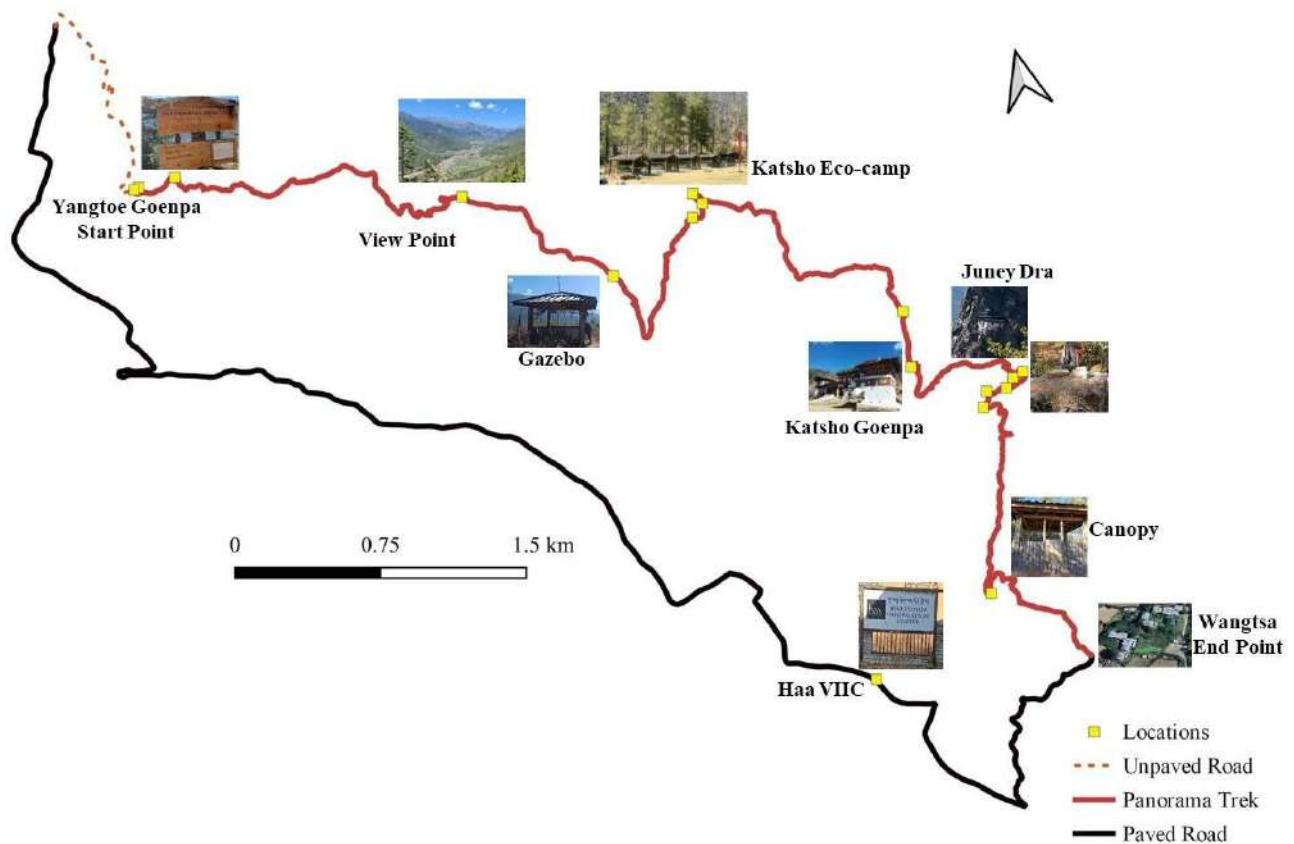 Yangtoe Goenpa
Start Point
View Point
Gazebo
Katsho Eco-camp
Juney Dra
Katsho Goenpa
Canopy
Wangtsa
End Point
Haa VIIC
0 0.75 1.5 km
Locations
Unpaved Road
Panorama Trek
Paved Road